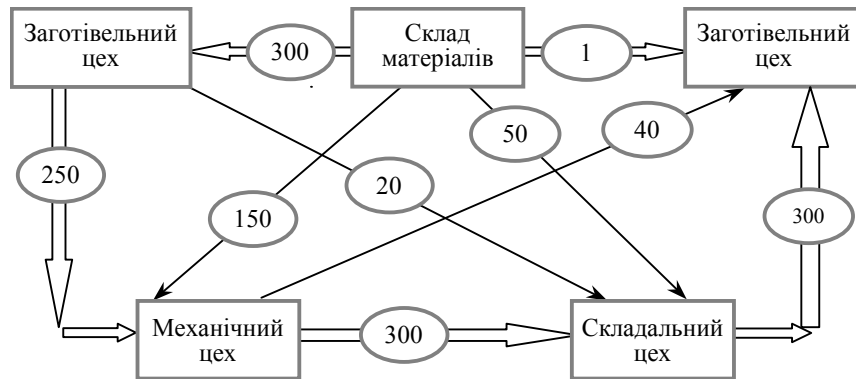 Заготівельний
цех
300
Склад
матеріалів
1
Заготівельний
цех
250
150
20
50
40
300
Механічний
цех
300
Складальний
цех